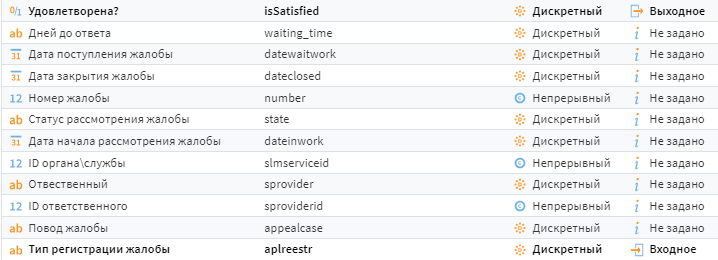 0/1 Удовлетворена? isSatisfied Дискретный Выходное
ab Дней до ответа waiting_time Дискретный Не задано
31 Дата поступления жалобы datewaitwork Дискретный Не задано
31 Дата закрытия жалобы dateclosed Дискретный Не задано
12 Номер жалобы number Непрерывный Не задано
ab Статус рассмотрения жалобы state Дискретный Не задано
31 Дата начала рассмотрения жалобы dateinwork Дискретный Не задано
12 ID органа\службы slmserviceid Непрерывный Не задано
ab Отвественный sprovider Дискретный Не задано
12 ID ответственного sproviderid Непрерывный Не задано
ab Повод жалобы appealcase Дискретный Не задано
ab Тип регистрации жалобы aplreestr Дискретный Входное